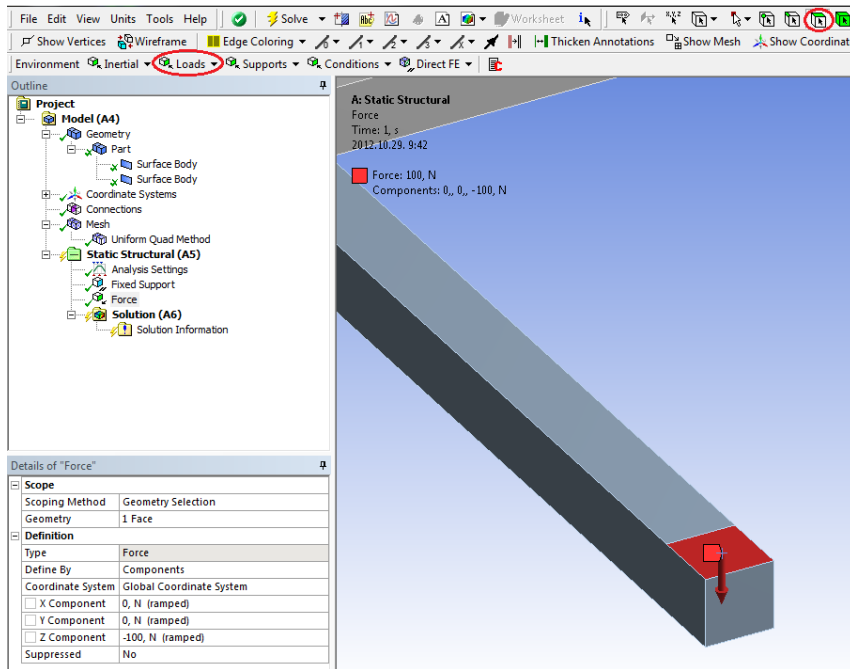 File Edit View Units Tools Help Solve A Worksheet
Show Vertices Wireframe Edge Coloring Thicken Annotations Show Mesh Show Coordinat
Environment Inertial Loads Supports Conditions Direct FE
Outline
A: Static Structural
Force
Time: 1, s
2012.10.29. 9:42
Force: 100, N
Components: 0,, 0,, -100, N
Project
Model (A4)
Geometry
Part
Surface Body
Surface Body
Coordinate Systems
Connections
Mesh
Uniform Quad Method
Static Structural (A5)
Analysis Settings
Fixed Support
Force
Solution (A6)
Solution Information
Details of "Force"
Scope
Scoping Method Geometry Selection
Geometry 1 Face
Definition
Type Force
Define By Components
Coordinate System Global Coordinate System
X Component 0, N (ramped)
Y Component 0, N (ramped)
Z Component -100, N (ramped)
Suppressed No